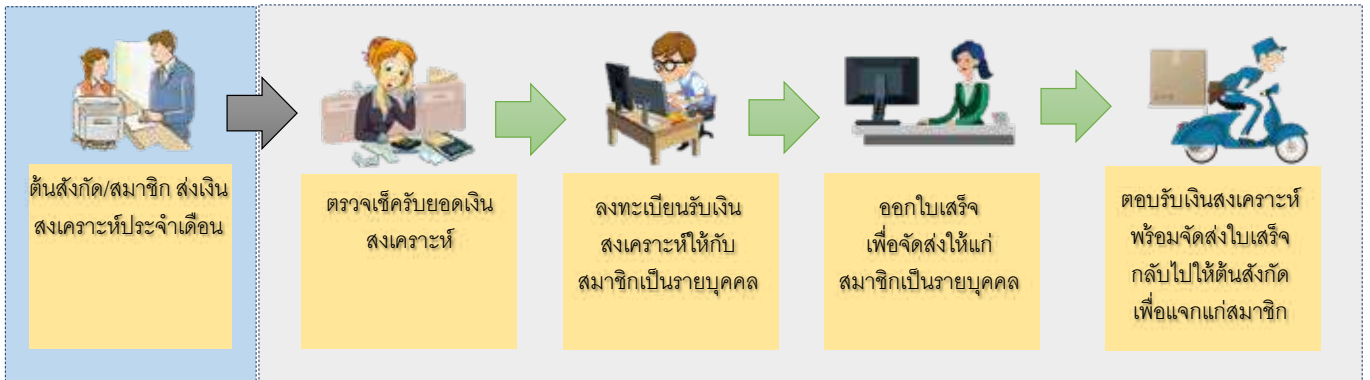 ต้นสังกัด/สมาชิก ส่งเงิน
สงเคราะห์ประจำเดือน
ตรวจเช็ครับยอดเงิน
สงเคราะห์
ลงทะเบียนรับเงิน
สงเคราะห์ให้กับ
สมาชิกเป็นรายบุคคล
ออกใบเสร็จ
เพื่อจัดส่งให้แก่
สมาชิกเป็นรายบุคคล
ตอบรับเงินสงเคราะห์
พร้อมจัดส่งใบเสร็จ
กลับไปให้ต้นสังกัด
เพื่อแจกแก่สมาชิก